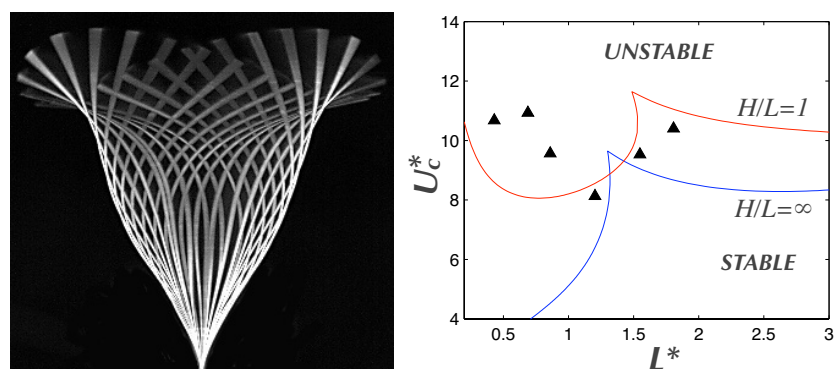 14
12
10
8
6
4
U*c
UNSTABLE
H/L=1
H/L=∞
STABLE
0.5
1
1.5
2
2.5
3
L*